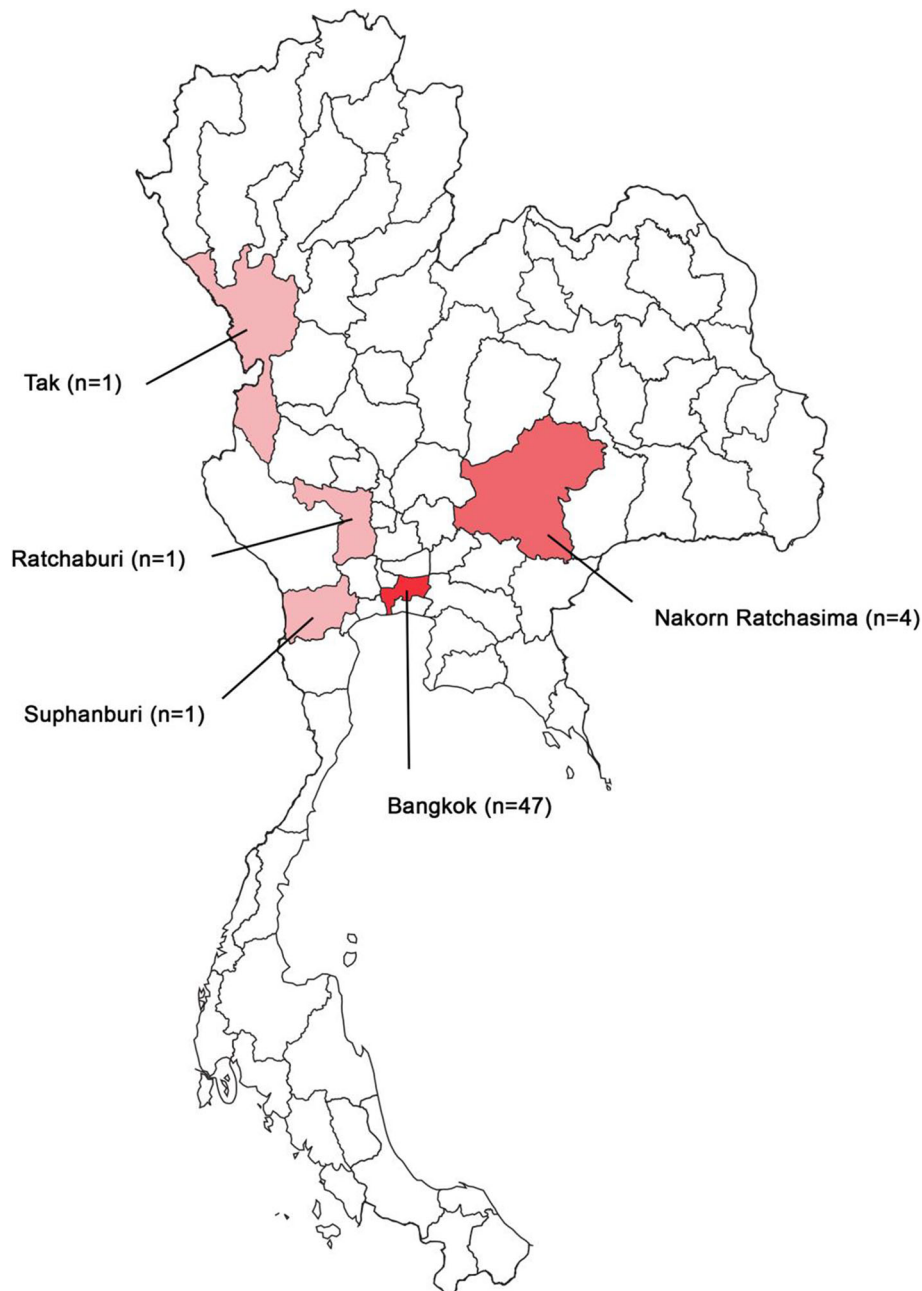 Tak (n=1)
Ratchaburi (n=1)
Nakorn Ratchasima (n=4)
Suphanburi (n=1)
Bangkok (n=47)